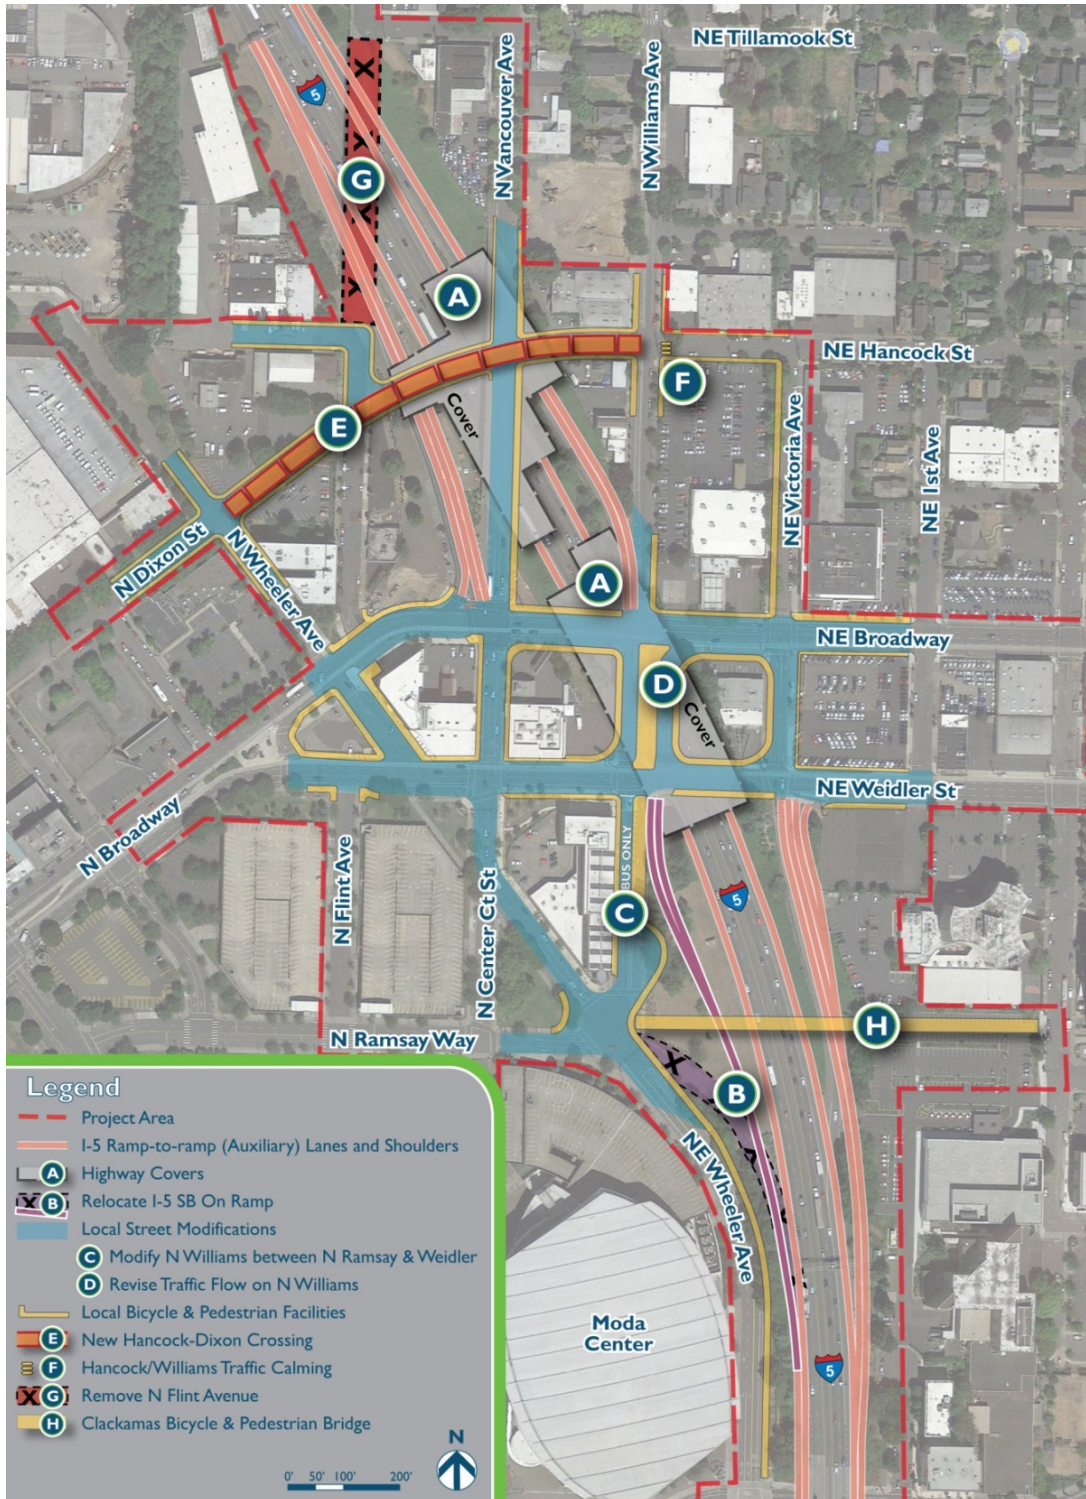 NE Tillamook St
N Vancouver Ave
N Williams Ave
5
G
A
NE Hancock St
F
E
Cover
NE Victoria Ave
NE 1st Ave
N Dixon St
N Wheeler Ave
A
NE Broadway
D
Cover
NE Weidler St
N Broadway
N Flint Ave
N Center Ct St
BUS ONLY
5
C
H
N Ramsay Way
X
B
NE Wheeler Ave
Moda
Center
5
Legend
Project Area
I-5 Ramp-to-ramp (Auxiliary) Lanes and Shoulders
A Highway Covers
X B Relocate I-5 SB On Ramp
Local Street Modifications
C Modify N Williams between N Ramsay & Weidler
D Revise Traffic Flow on N Williams
Local Bicycle & Pedestrian Facilities
E New Hancock-Dixon Crossing
F Hancock/Williams Traffic Calming
X G Remove N Flint Avenue
H Clackamas Bicycle & Pedestrian Bridge
N
0' 50' 100' 200'